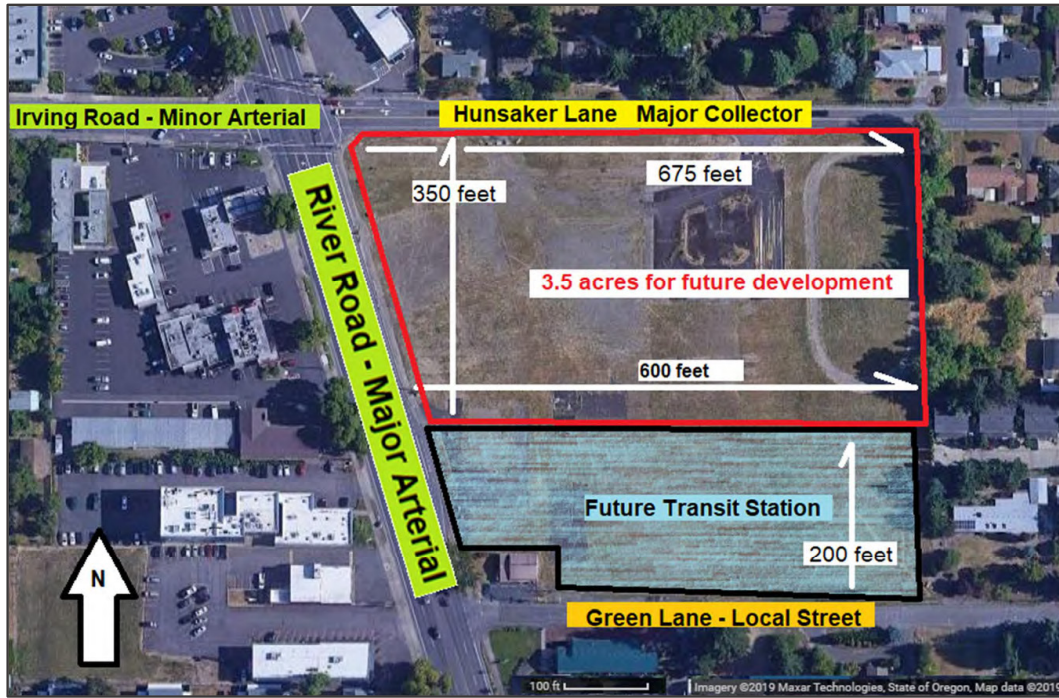 Irving Road - Minor Arterial
Hunsaker Lane   Major Collector
350 feet
675 feet
River Road - Major Arterial
3.5 acres for future development
600 feet
Future Transit Station
200 feet
N
Green Lane - Local Street
100 ft
Imagery ©2019 Maxar Technologies, State of Oregon, Map data ©201